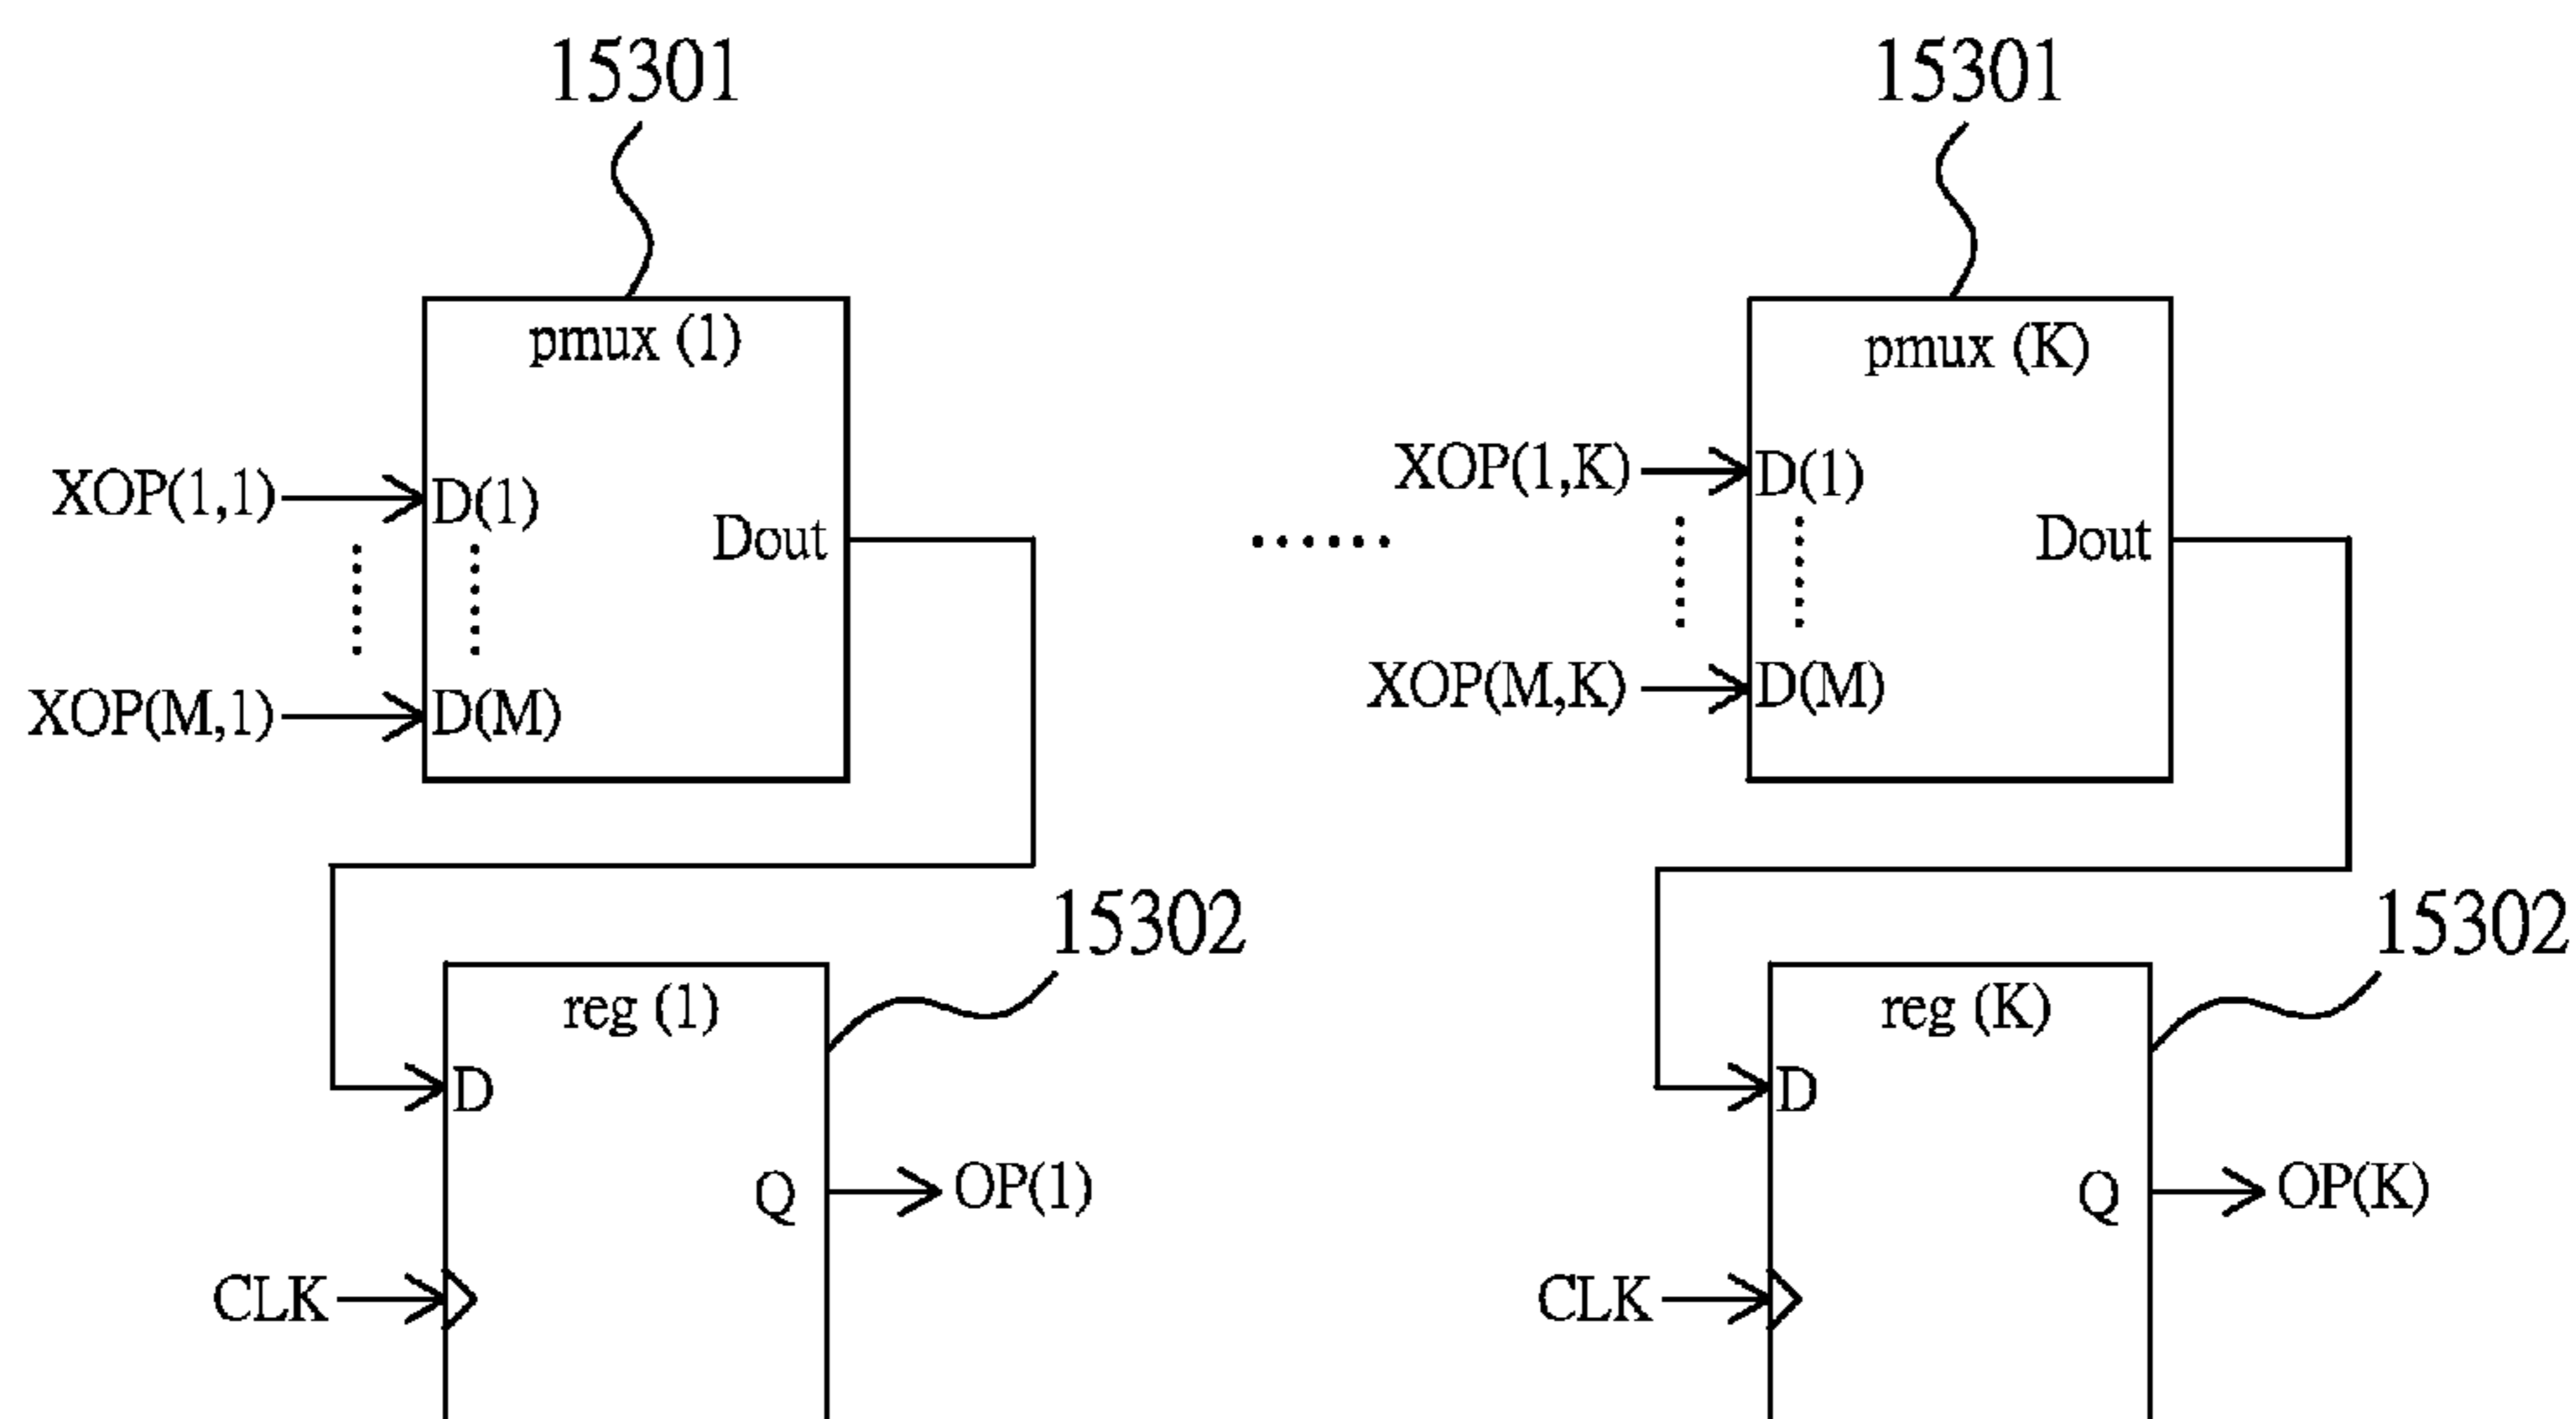 15301
pmux (1)
XOP(1,1)
D(1)
Dout
XOP(M,1)
D(M)
15302
reg (1)
D
Q
OP(1)
CLK
......
15301
pmux (K)
XOP(1,K)
D(1)
Dout
XOP(M,K)
D(M)
15302
reg (K)
D
Q
OP(K)
CLK